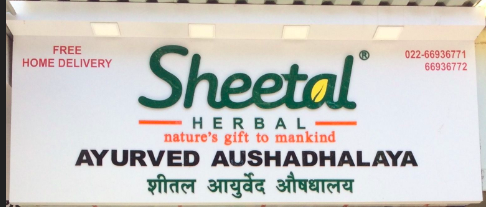 FREE
HOME DELIVERY
022-66936771
66936772
Sheetal®
HERBAL
nature's gift to mankind
AYURVED AUSHADHALAYA
शीतल आयुर्वेद औषधालय